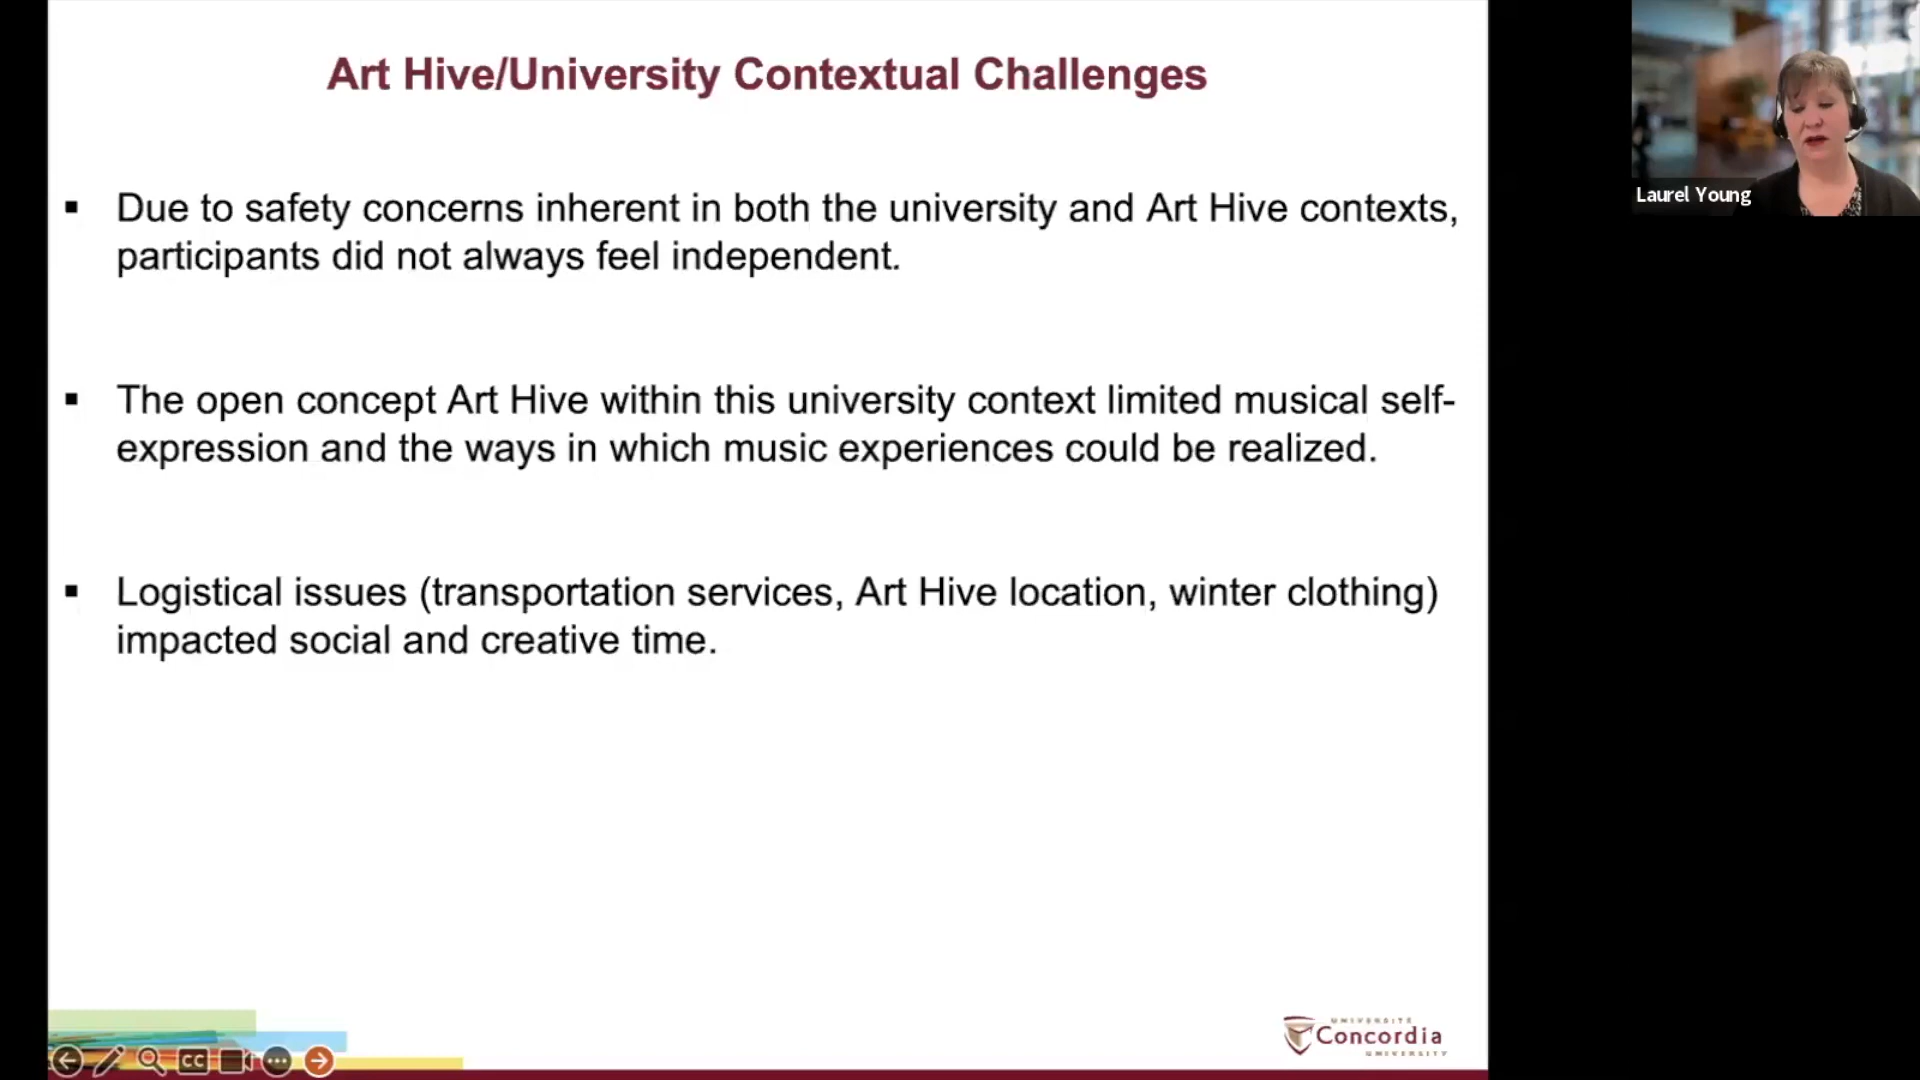 Art Hive/University Contextual Challenges
▪ Due to safety concerns inherent in both the university and Art Hive contexts,
participants did not always feel independent.
▪ The open concept Art Hive within this university context limited musical self-
expression and the ways in which music experiences could be realized.
▪ Logistical issues (transportation services, Art Hive location, winter clothing)
impacted social and creative time.
Laurel Young
CC
UNIVERSITÉ
Concordia
UNIVERSITY